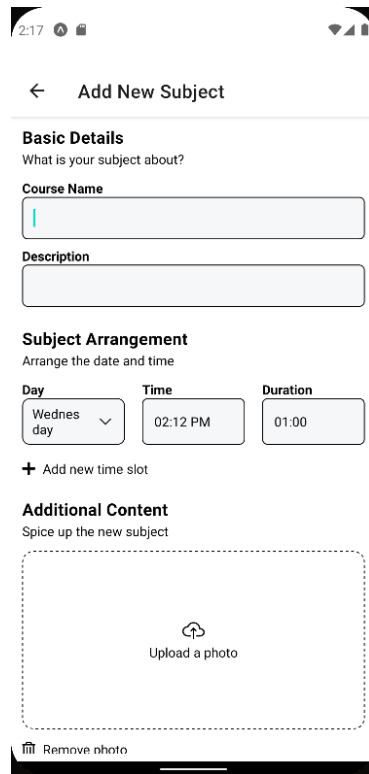 2:17
Add New Subject
Basic Details
What is your subject about?
Course Name
Description
Subject Arrangement
Arrange the date and time
Day Time Duration
Wednes
day
02:12 PM 01:00
Add new time slot
Additional Content
Spice up the new subject
Upload a photo
Remove photo